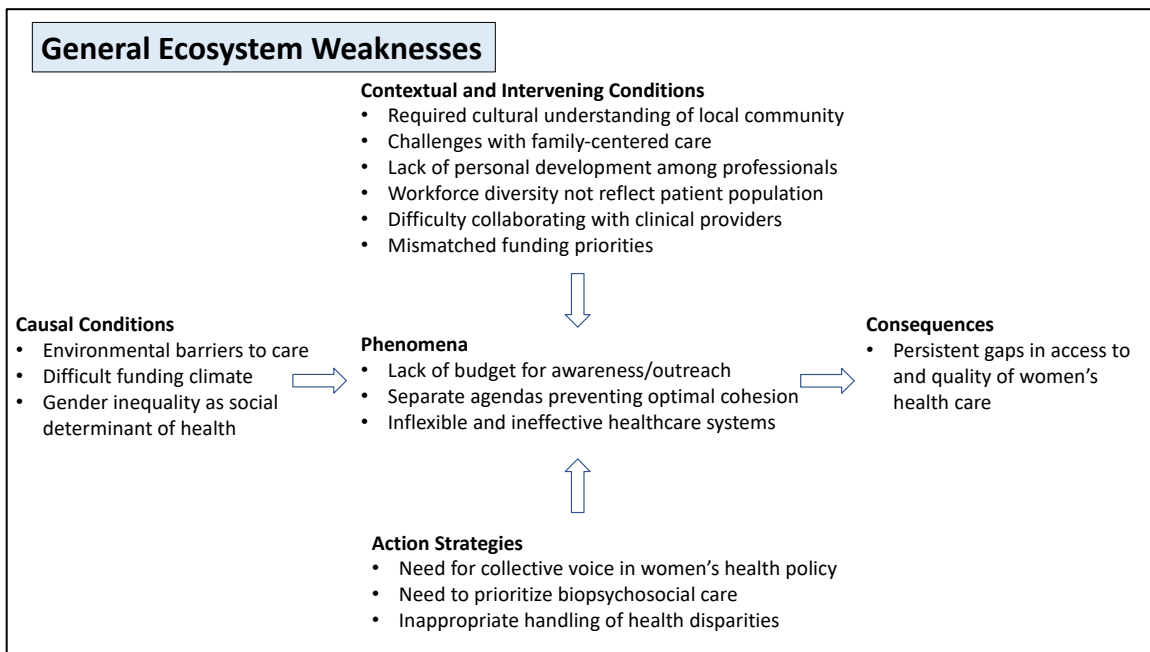 General Ecosystem Weaknesses
Contextual and Intervening Conditions
• Required cultural understanding of local community
• Challenges with family-centered care
• Lack of personal development among professionals
• Workforce diversity not reflect patient population
• Difficulty collaborating with clinical providers
• Mismatched funding priorities
Causal Conditions
• Environmental barriers to care
• Difficult funding climate
• Gender inequality as social
determinant of health
Phenomena
• Lack of budget for awareness/outreach
• Separate agendas preventing optimal cohesion
• Inflexible and ineffective healthcare systems
Consequences
• Persistent gaps in access to
and quality of women’s
health care
Action Strategies
• Need for collective voice in women’s health policy
• Need to prioritize biopsychosocial care
• Inappropriate handling of health disparities